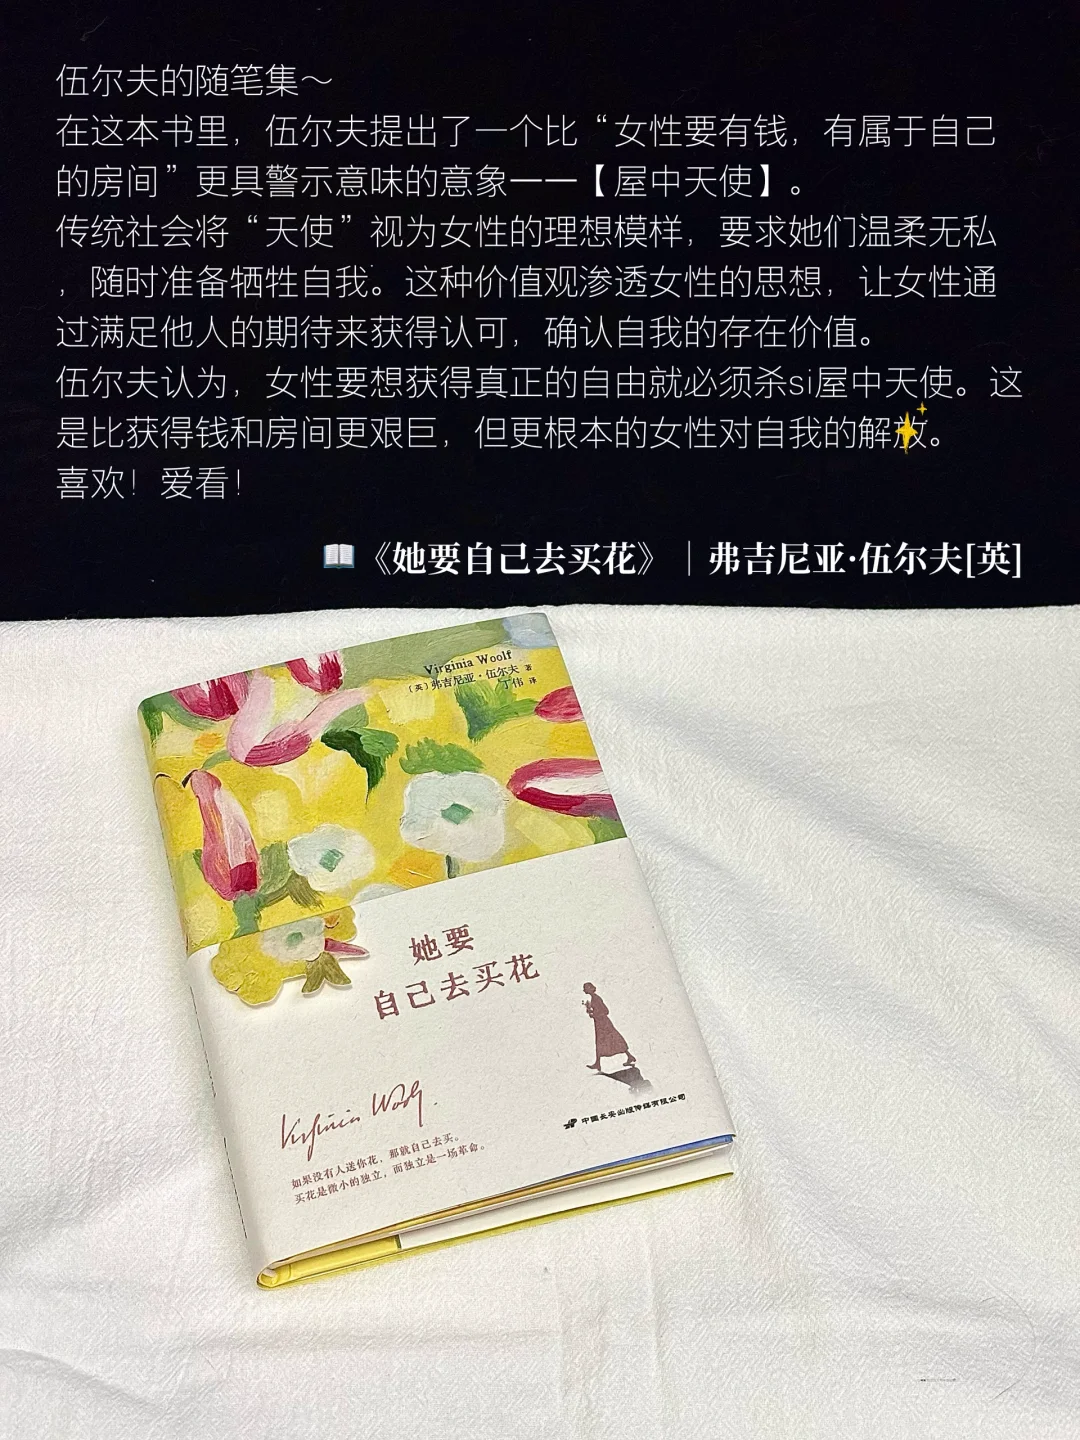 伍尔夫的随笔集～
在这本书里，伍尔夫提出了一个比“女性要有钱，有属于自己
的房间”更具警示意味的意象——【屋中天使】。
传统社会将“天使”视为女性的理想模样，要求她们温柔无私
，随时准备牺牲自我。这种价值观渗透女性的思想，让女性通
过满足他人的期待来获得认可，确认自我的存在价值。
伍尔夫认为，女性要想获得真正的自由就必须杀si屋中天使。这
是比获得钱和房间更艰巨，但更根本的女性对自我的解放。
喜欢！爱看！
📖《她要自己去买花》｜弗吉尼亚·伍尔夫[英]
Virginia Woolf
〔英〕弗吉尼亚·伍尔夫 著
丁伟 译
她要
自己去买花
Virginia Woolf.
中国长安出版传媒有限公司
如果没有人送你花，那就自己去买。
买花是微小的独立，而独立是一场革命。